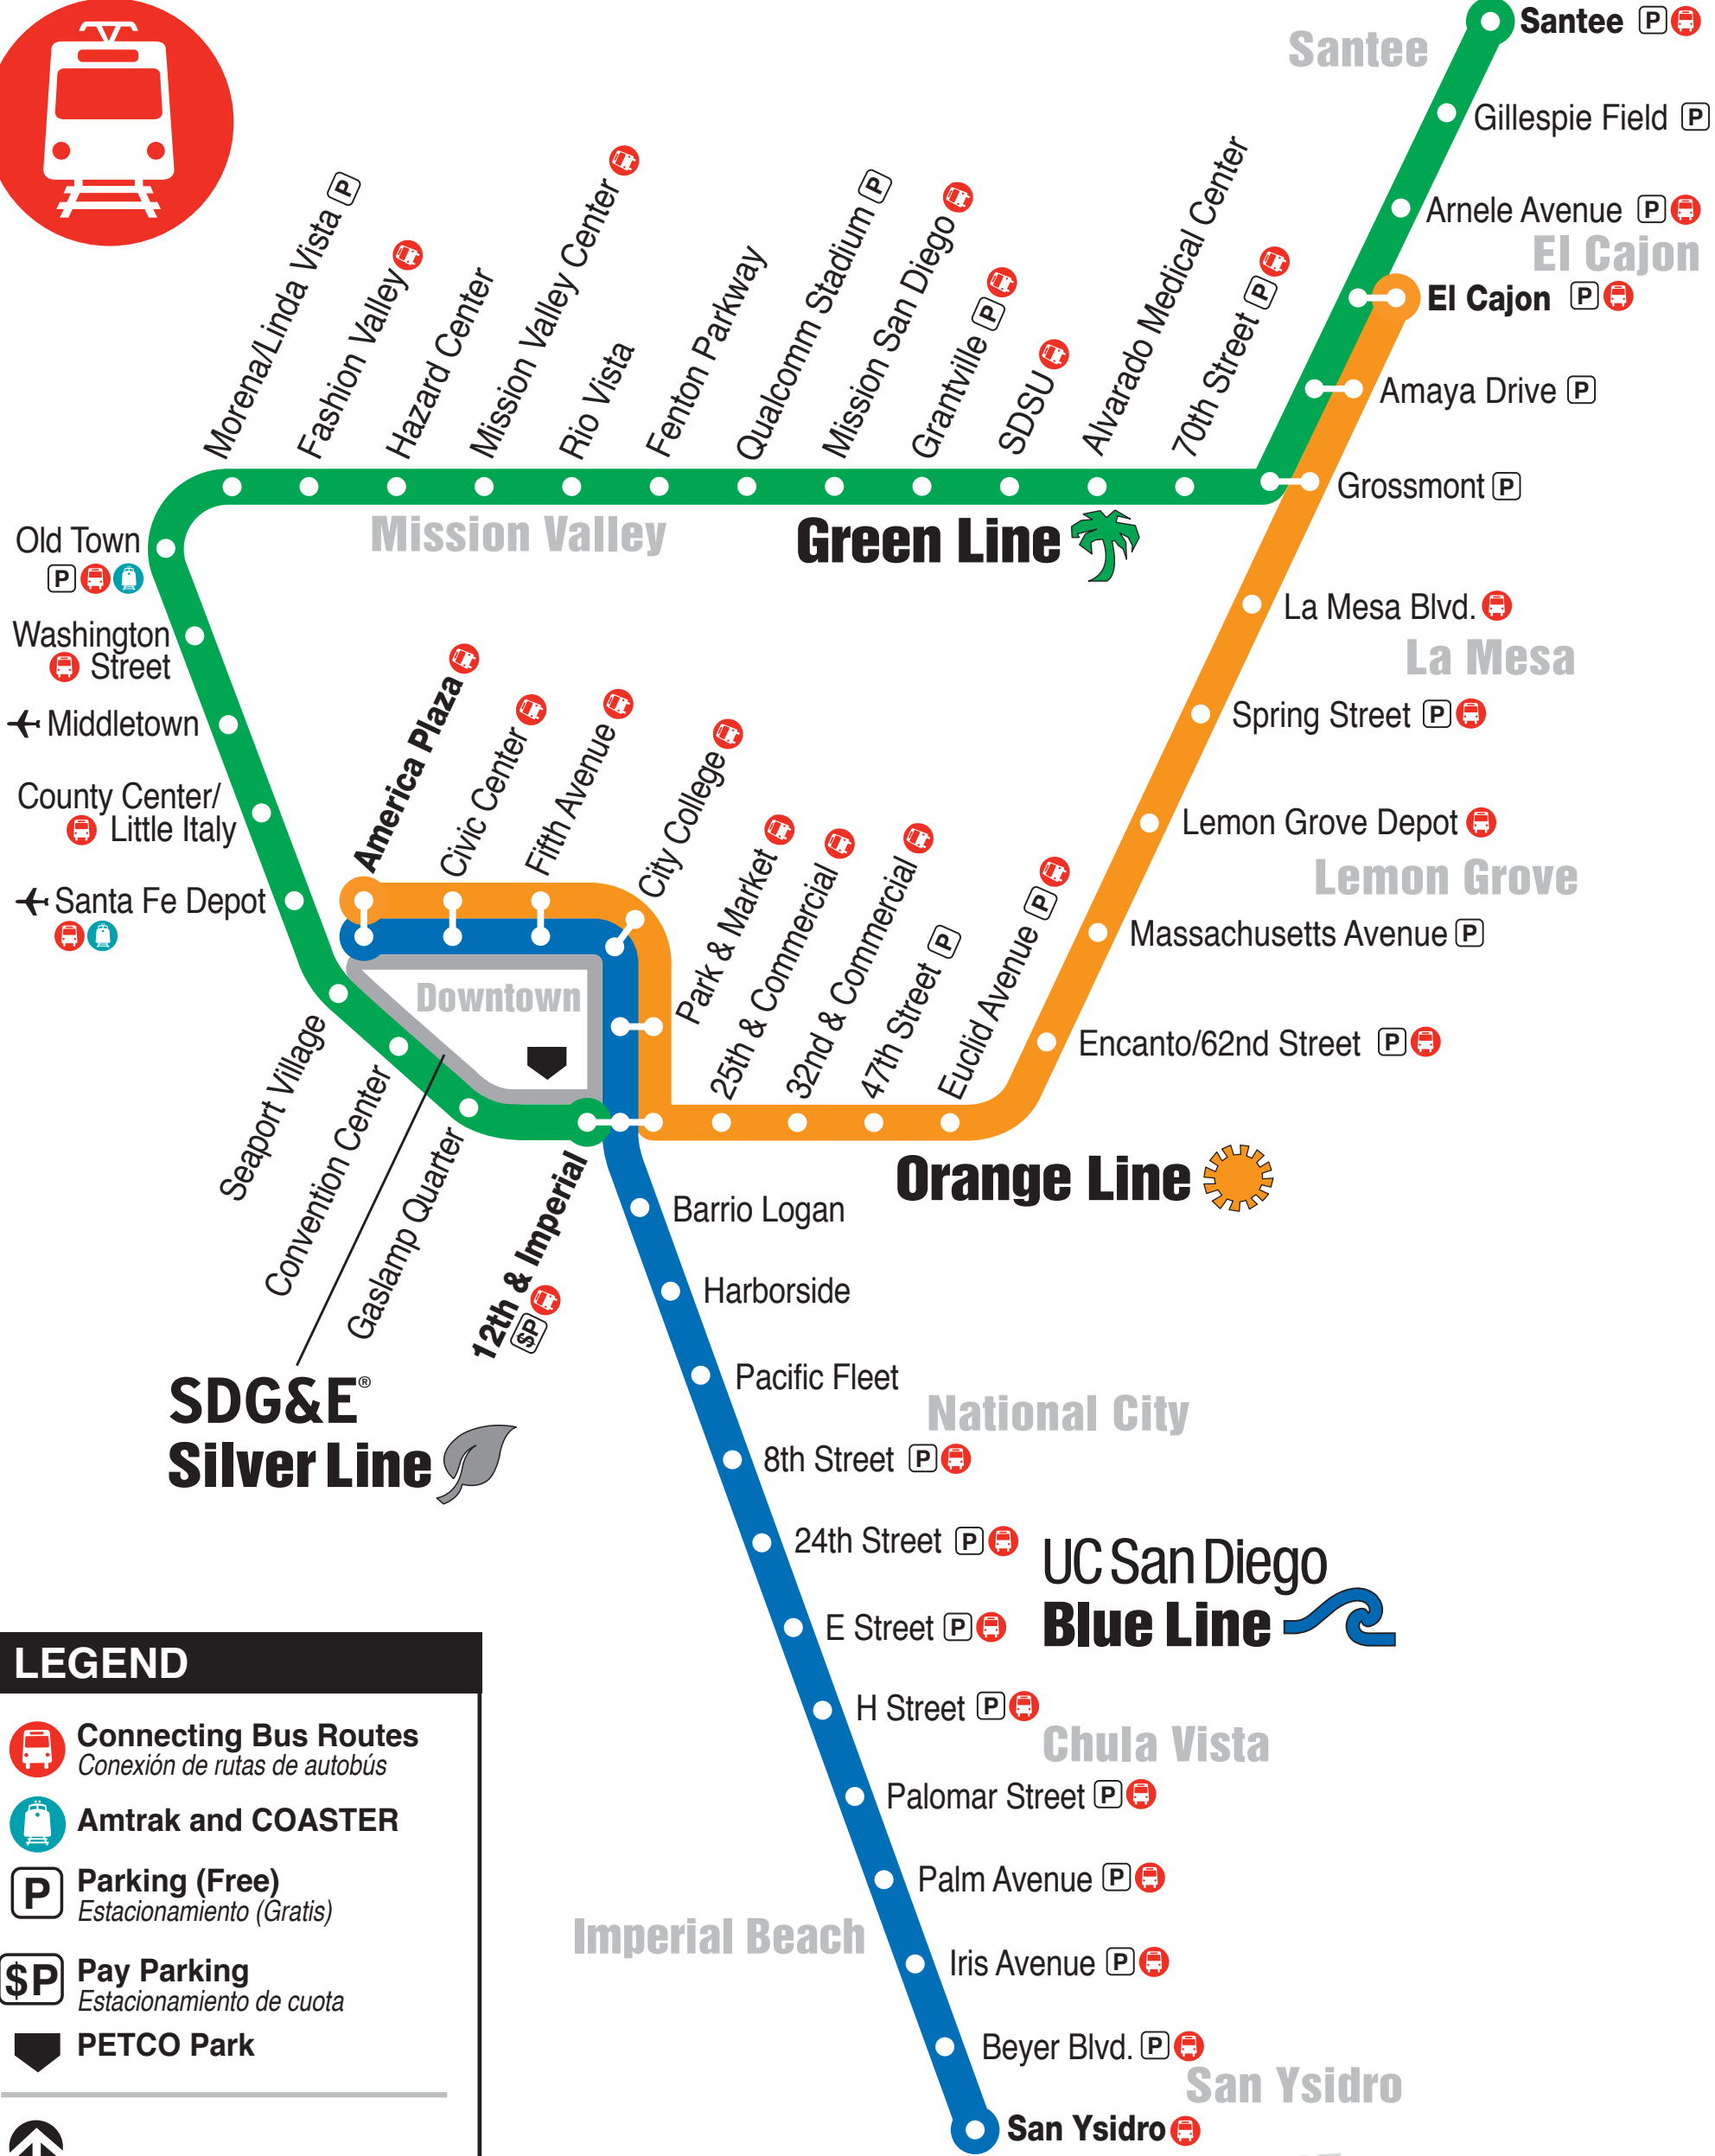 Santee P
Santee
Gillespie Field P
Arnele Avenue P
El Cajon
El Cajon P
Amaya Drive P
Grossmont P
Morena/Linda Vista P
Fashion Valley
Hazard Center
Mission Valley Center
Rio Vista
Fenton Parkway
Qualcomm Stadium P
Mission San Diego
Grantville P
SDSU
Alvarado Medical Center
70th Street P
Mission Valley
Green Line
Old Town
P
Washington
Street
Middletown
County Center/
Little Italy
Santa Fe Depot
America Plaza
Civic Center
Fifth Avenue
City College
Park & Market
25th & Commercial
32nd & Commercial
47th Street P
Euclid Avenue P
La Mesa Blvd.
La Mesa
Spring Street P
Lemon Grove Depot
Lemon Grove
Massachusetts Avenue P
Encanto/62nd Street P
Downtown
Seaport Village
Convention Center
Gaslamp Quarter
12th & Imperial
$P
Orange Line
SDG&E®
Silver Line
Barrio Logan
Harborside
Pacific Fleet
National City
8th Street P
24th Street P
UC San Diego
Blue Line
E Street P
H Street P
Chula Vista
Palomar Street P
Palm Avenue P
Imperial Beach
Iris Avenue P
Beyer Blvd. P
San Ysidro
San Ysidro
LEGEND
Connecting Bus Routes
Conexión de rutas de autobús
Amtrak and COASTER
P Parking (Free)
Estacionamiento (Gratis)
$P Pay Parking
Estacionamiento de cuota
PETCO Park